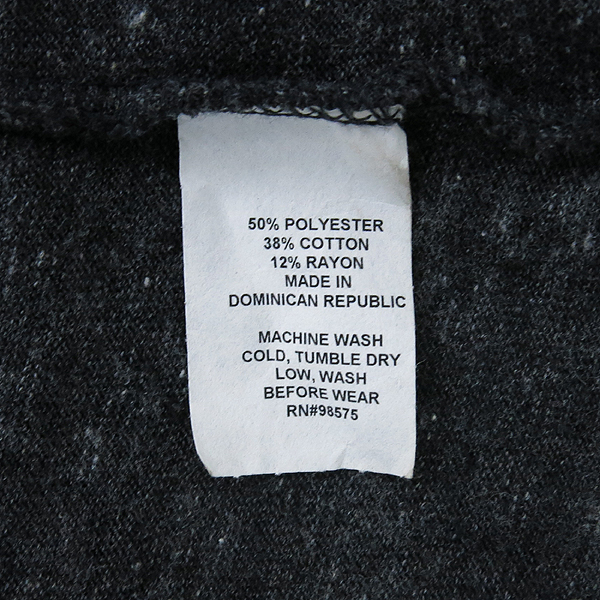 50% POLYESTER
38% COTTON
12% RAYON
MADE IN
DOMINICAN REPUBLIC
MACHINE WASH
COLD, TUMBLE DRY
LOW, WASH
BEFORE WEAR
RN#98575